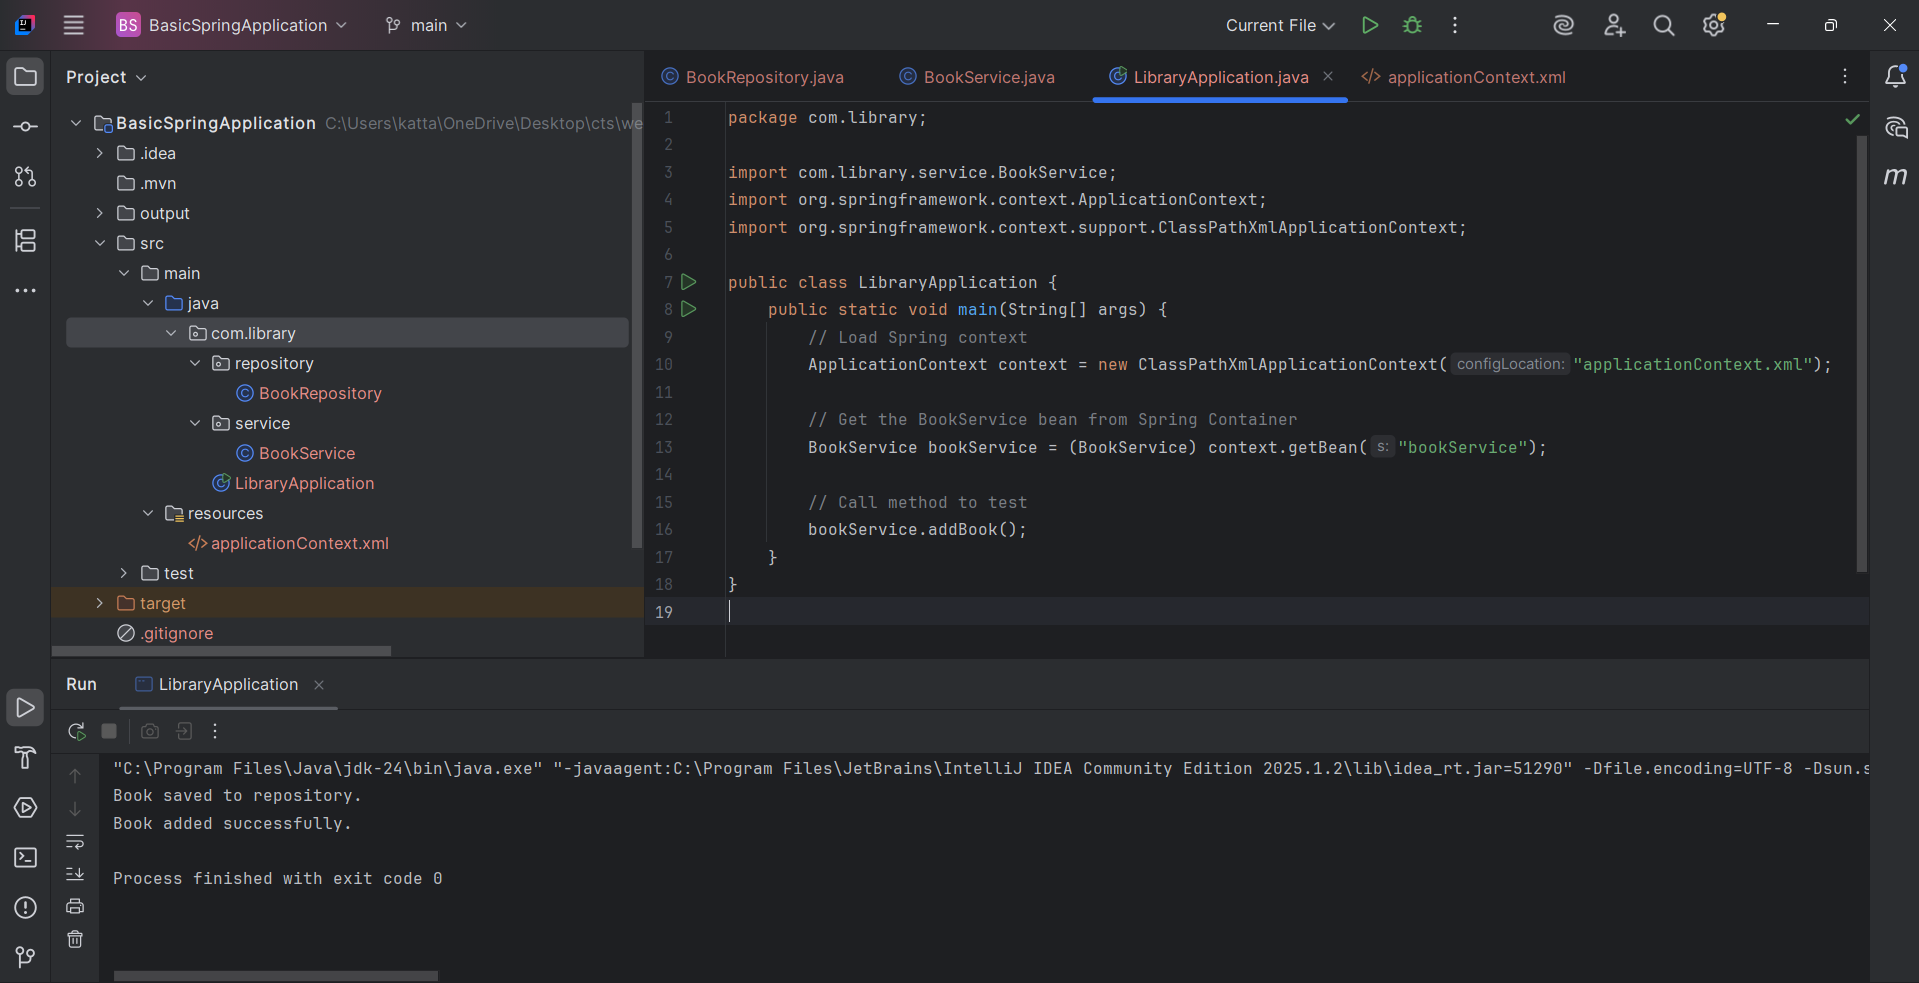 BS BasicSpringApplication main Current File
Project
BookRepository.java BookService.java LibraryApplication.java applicationContext.xml
BasicSpringApplication C:\Users\katta\OneDrive\Desktop\cts\we
.idea
.mvn
output
src
main
java
com.library
repository
BookRepository
service
BookService
LibraryApplication
resources
applicationContext.xml
test
target
.gitignore
1 package com.library;
2
3 import com.library.service.BookService;
4 import org.springframework.context.ApplicationContext;
5 import org.springframework.context.support.ClassPathXmlApplicationContext;
6
7 public class LibraryApplication {
8 public static void main(String[] args) {
9 // Load Spring context
10 ApplicationContext context = new ClassPathXmlApplicationContext( configLocation: "applicationContext.xml");
11
12 // Get the BookService bean from Spring Container
13 BookService bookService = (BookService) context.getBean( s: "bookService");
14
15 // Call method to test
16 bookService.addBook();
17 }
18 }
19
Run LibraryApplication
"C:\Program Files\Java\jdk-24\bin\java.exe" "-javaagent:C:\Program Files\JetBrains\IntelliJ IDEA Community Edition 2025.1.2\lib\idea_rt.jar=51290" -Dfile.encoding=UTF-8 -Dsun.s
Book saved to repository.
Book added successfully.
Process finished with exit code 0